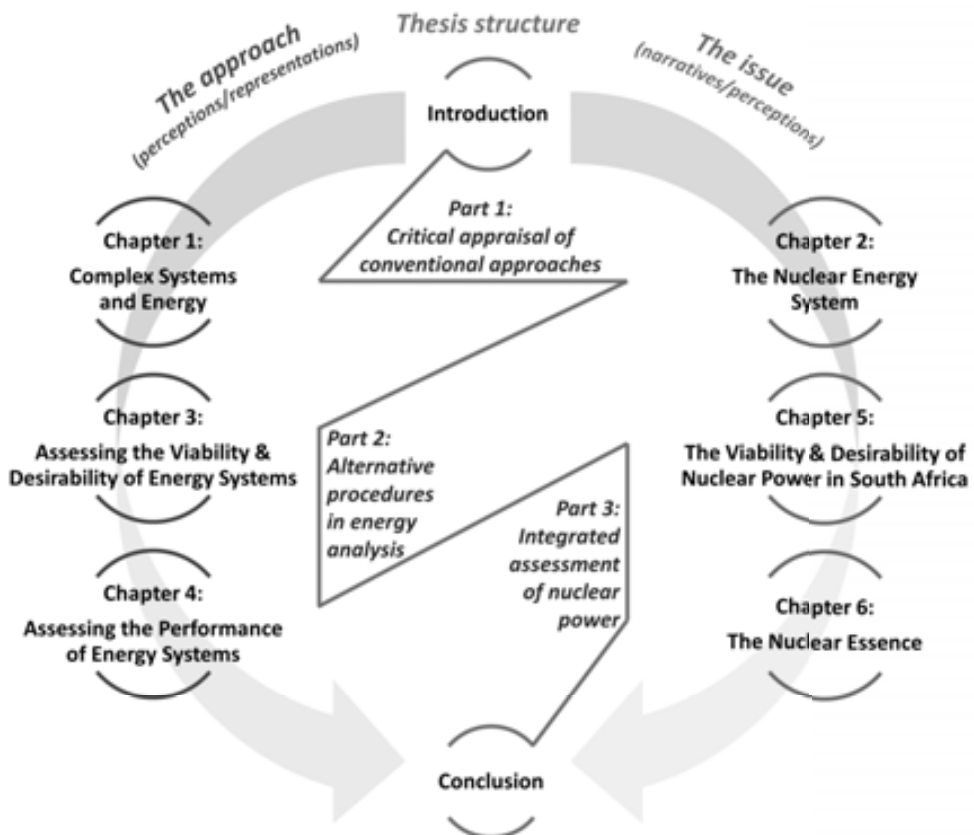 Thesis structure
The approach
(perceptions/representations)
The issue
(narratives/perceptions)
Introduction
Part 1:
Critical appraisal of
conventional approaches
Chapter 1:
Complex Systems
and Energy
Chapter 2:
The Nuclear Energy
System
Chapter 3:
Assessing the Viability &
Desirability of Energy Systems
Part 2:
Alternative
procedures
in energy
analysis
Chapter 5:
The Viability & Desirability of
Nuclear Power in South Africa
Part 3:
Integrated
assessment
of nuclear
power
Chapter 4:
Assessing the Performance
of Energy Systems
Chapter 6:
The Nuclear Essence
Conclusion